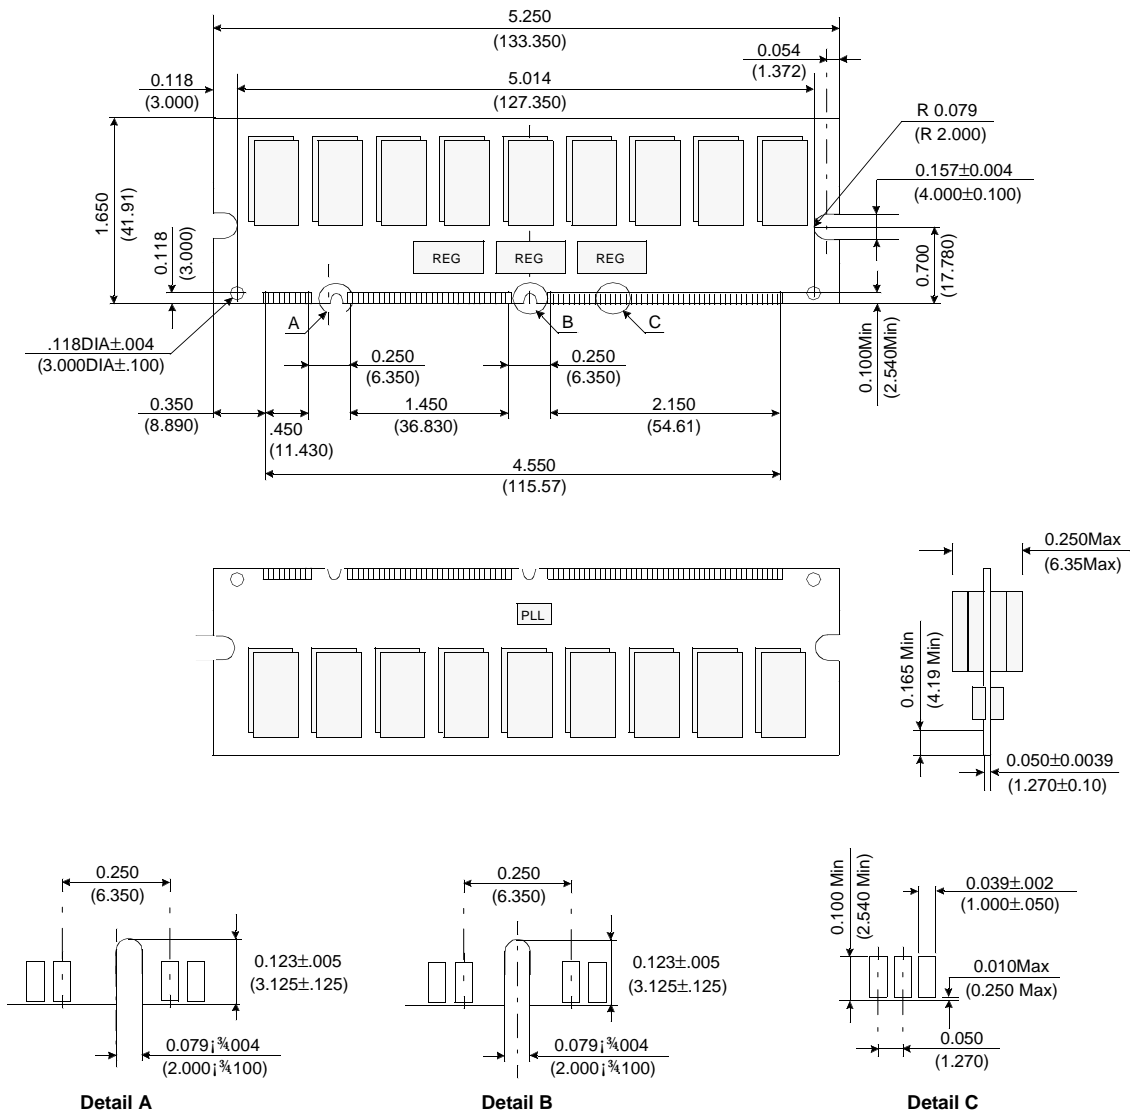 5.250
(133.350)
0.054
(1.372)
0.118
(3.000)
5.014
(127.350)
R 0.079
(R 2.000)
0.157±0.004
(4.000±0.100)
1.650
(41.91)
0.118
(3.000)
REG
REG
REG
0.700
(17.780)
A
B
C
.118DIA±.004
(3.000DIA±.100)
0.250
(6.350)
0.250
(6.350)
0.100Min
(2.540Min)
0.350
(8.890)
.450
(11.430)
1.450
(36.830)
2.150
(54.61)
4.550
(115.57)
0.250Max
(6.35Max)
PLL
0.165 Min
(4.19 Min)
0.050±0.0039
(1.270±0.10)
0.250
(6.350)
0.123±.005
(3.125±.125)
0.079¡¾.004
(2.000¡¾.100)
Detail A
0.250
(6.350)
0.123±.005
(3.125±.125)
0.079¡¾.004
(2.000¡¾.100)
Detail B
0.100 Min
(2.540 Min)
0.039±.002
(1.000±.050)
0.010Max
(0.250 Max)
0.050
(1.270)
Detail C